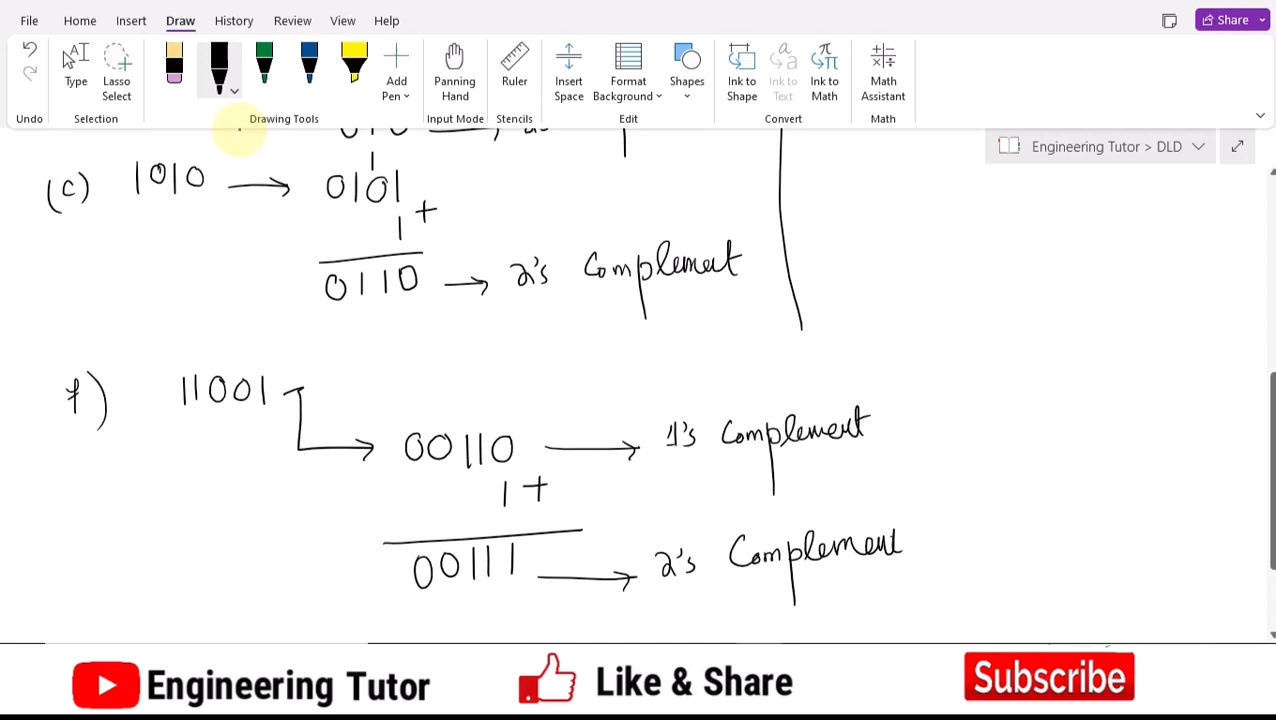 File Home Insert Draw History Review View Help Share
Type Lasso Select Add Pen Panning Hand Ruler Insert Space Format Background Shapes Ink to Shape Ink to Text Ink to Math Math Assistant
Undo Selection Drawing Tools Input Mode Stencils Edit Convert Math
Engineering Tutor > DLD
(c) 1010 → 0101
1
1 +
0110 → 2's Complement
f) 11001
00110 → 1's Complement
1 +
00111 → 2's Complement
Engineering Tutor Like & Share Subscribe